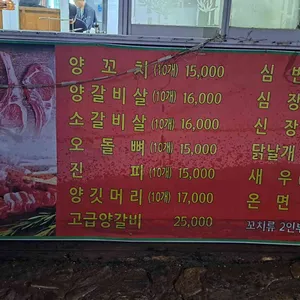 양 꼬 치 (10개) 15,000
양갈비살 (10개) 16,000
소갈비살 (10개) 16,000
오 돌 뼈 (10개) 15,000
진 피 (10개) 15,000
양깃머리 (10개) 17,000
고급양갈비 25,000
심
심 장
신 장
닭날개
새 우
온 면
꼬치류 2인